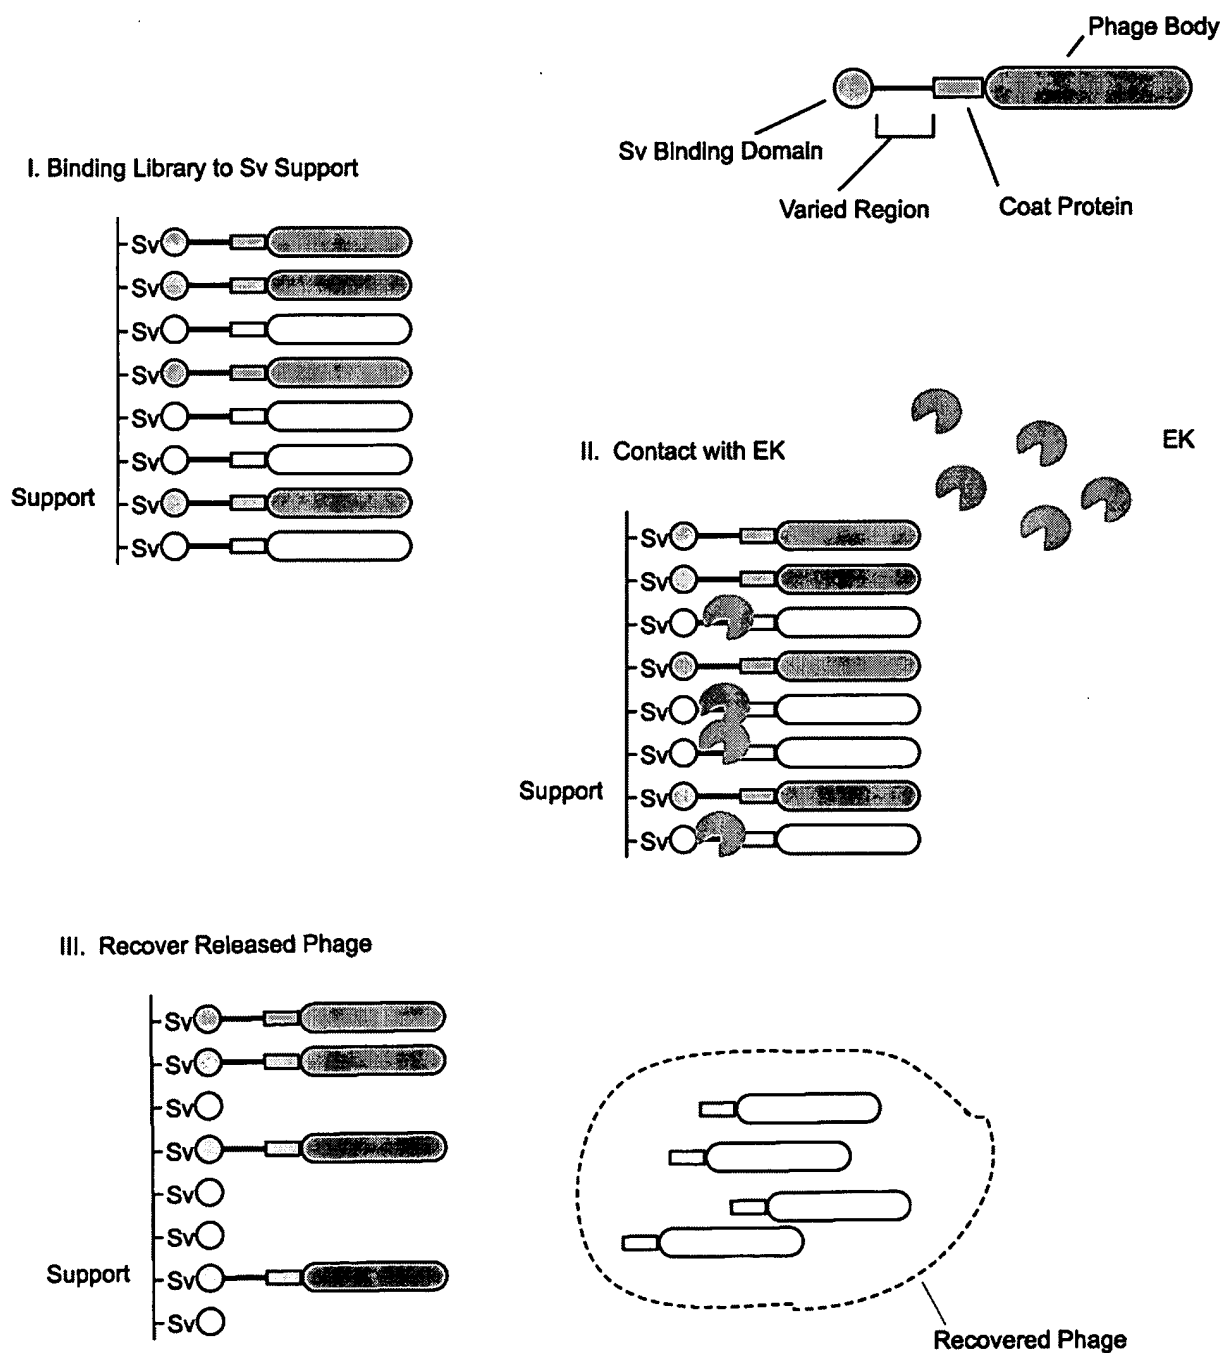 Phage Body
Sv Binding Domain
Varied Region
Coat Protein
I. Binding Library to Sv Support
Sv
Sv
Sv
Sv
Sv
Sv
Support
Sv
Sv
II. Contact with EK
EK
Sv
Sv
Sv
Sv
Sv
Sv
Support
Sv
Sv
III. Recover Released Phage
Sv
Sv
Sv
Sv
Sv
Sv
Support
Sv
Sv
Recovered Phage